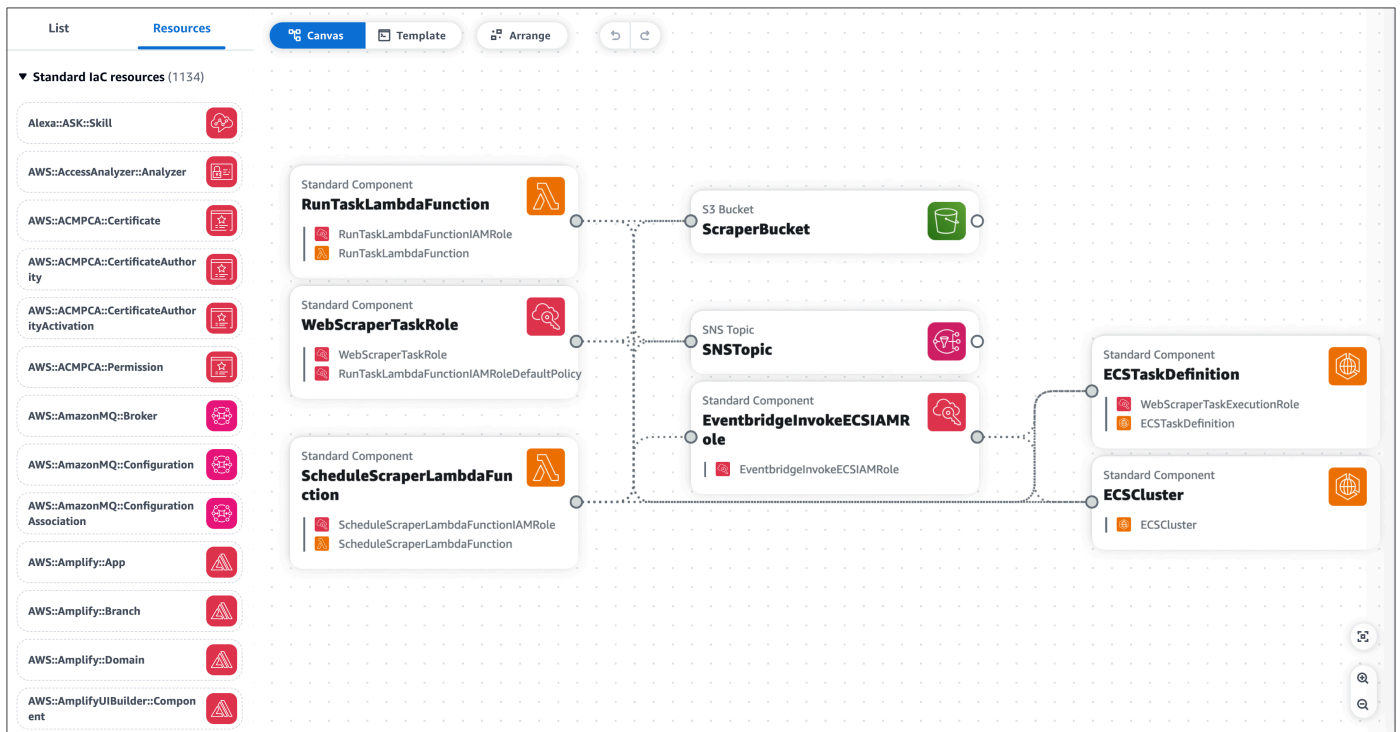 List
Resources
Canvas
Template
Arrange
▼ Standard IaC resources (1134)
Alexa::ASK::Skill
AWS::AccessAnalyzer::Analyzer
AWS::ACMPCA::Certificate
AWS::ACMPCA::CertificateAuthor
ity
AWS::ACMPCA::CertificateAuthor
ityActivation
AWS::ACMPCA::Permission
AWS::AmazonMQ::Broker
AWS::AmazonMQ::Configuration
AWS::AmazonMQ::Configuration
Association
AWS::Amplify::App
AWS::Amplify::Branch
AWS::Amplify::Domain
AWS::AmplifyUIBuilder::Compon
ent
Standard Component
RunTaskLambdaFunction
RunTaskLambdaFunctionIAMRole
RunTaskLambdaFunction
Standard Component
WebScraperTaskRole
WebScraperTaskRole
RunTaskLambdaFunctionIAMRoleDefaultPolicy
Standard Component
ScheduleScraperLambdaFun
ction
ScheduleScraperLambdaFunctionIAMRole
ScheduleScraperLambdaFunction
S3 Bucket
ScraperBucket
SNS Topic
SNSTopic
Standard Component
EventbridgeInvokeECSIAMR
ole
EventbridgeInvokeECSIAMRole
Standard Component
ECSTaskDefinition
WebScraperTaskExecutionRole
ECSTaskDefinition
Standard Component
ECSCluster
ECSCluster